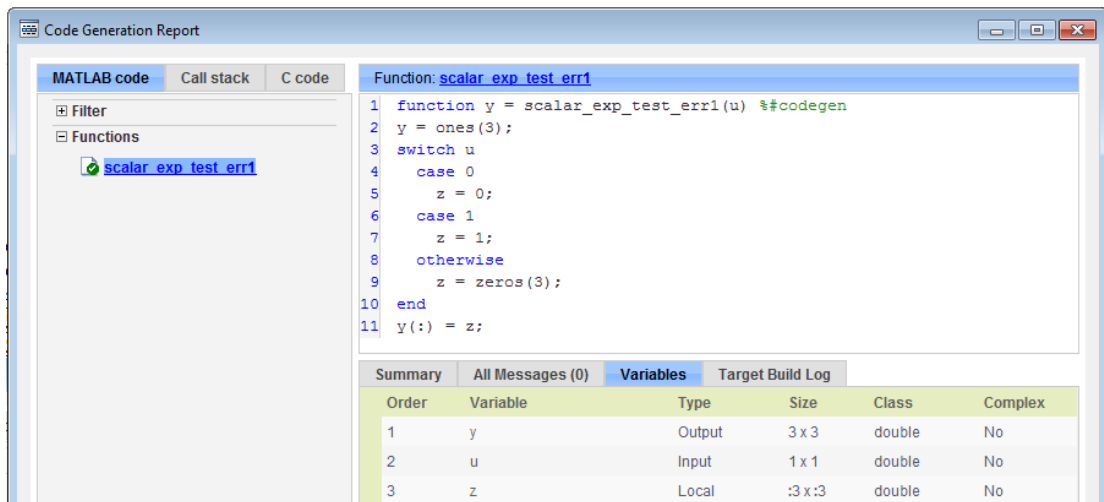 Code Generation Report
MATLAB code Call stack C code
Filter
Functions
scalar_exp_test_err1
Function: scalar_exp_test_err1
1 function y = scalar_exp_test_err1(u) %#codegen
2 y = ones(3);
3 switch u
4 case 0
5 z = 0;
6 case 1
7 z = 1;
8 otherwise
9 z = zeros(3);
10 end
11 y(:) = z;
Summary All Messages (0) Variables Target Build Log
Order Variable Type Size Class Complex
1 y Output 3 x 3 double No
2 u Input 1 x 1 double No
3 z Local :3 x :3 double No